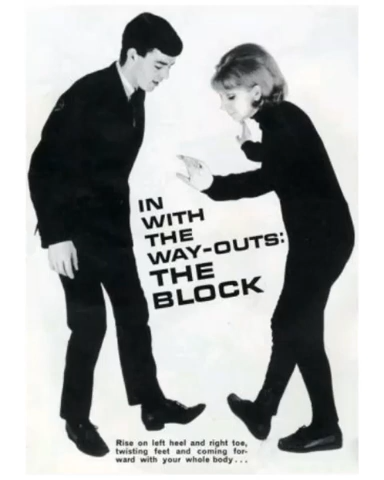 IN
WITH
THE
WAY-OUTS:
THE
BLOCK
Rise on left heel and right toe,
twisting feet and coming for-
ward with your whole body...